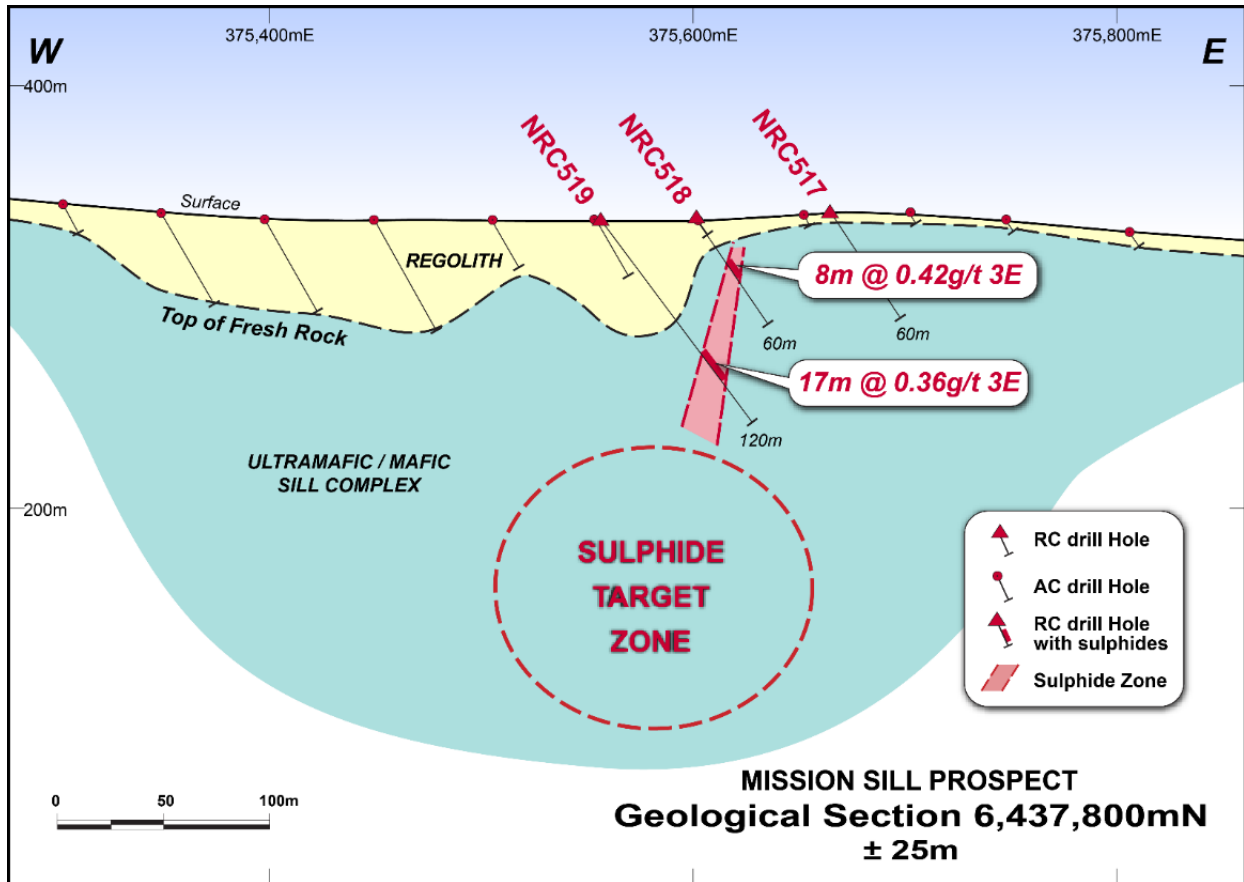 375,400mE
375,600mE
375,800mE
W
E
400m
NRC519
NRC518
NRC517
Surface
REGOLITH
8m @ 0.42g/t 3E
Top of Fresh Rock
60m
60m
17m @ 0.36g/t 3E
120m
ULTRAMAFIC / MAFIC
SILL COMPLEX
200m
SULPHIDE
TARGET
ZONE
RC drill Hole
AC drill Hole
RC drill Hole
with sulphides
Sulphide Zone
0 50 100m
MISSION SILL PROSPECT
Geological Section 6,437,800mN
± 25m